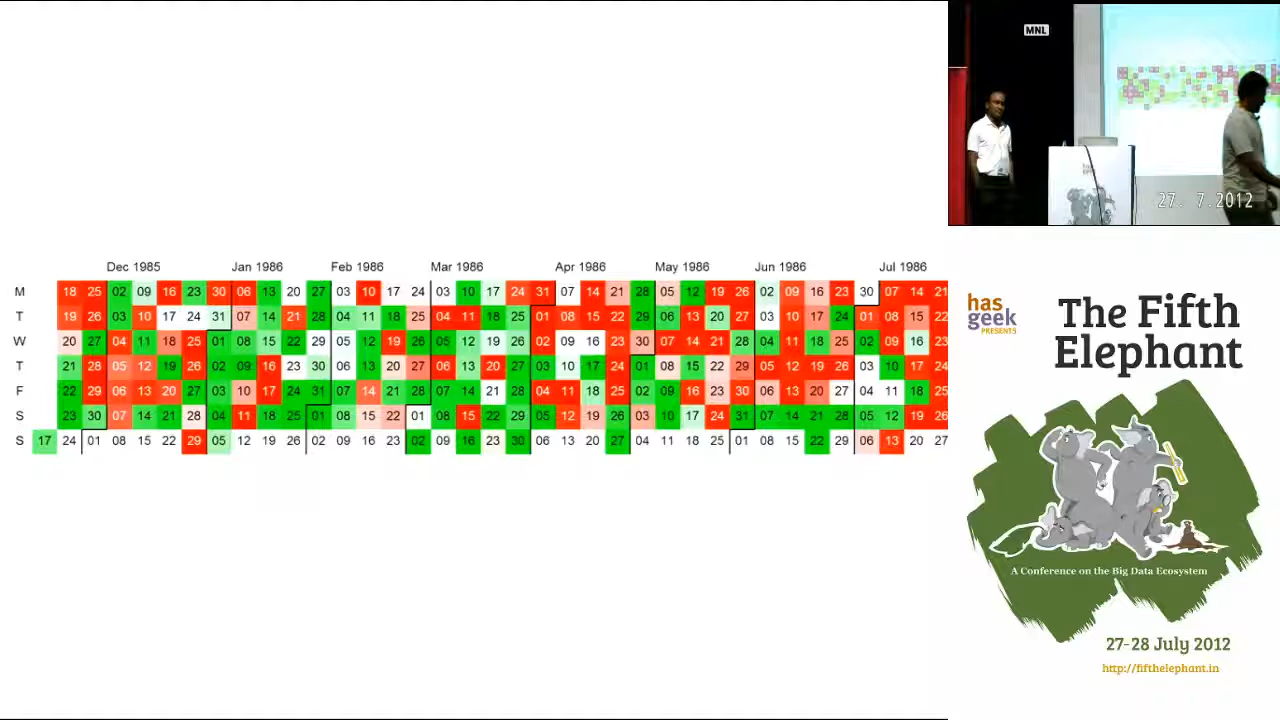 Dec 1985 Jan 1986 Feb 1986 Mar 1986 Apr 1986 May 1986 Jun 1986 Jul 1986
M 18 25 02 09 16 23 30 06 13 20 27 03 10 17 24 03 10 17 24 31 07 14 21 28 05 12 19 26 02 09 16 23 30 07 14 21
T 19 26 03 10 17 24 31 07 14 21 28 04 11 18 25 04 11 18 25 01 08 15 22 29 06 13 20 27 03 10 17 24 01 08 15 22
W 20 27 04 11 18 25 01 08 15 22 29 05 12 19 26 05 12 19 26 02 09 16 23 30 07 14 21 28 04 11 18 25 02 09 16 23
T 21 28 05 12 19 26 02 09 16 23 30 06 13 20 27 06 13 20 27 03 10 17 24 01 08 15 22 29 05 12 19 26 03 10 17 24
F 22 29 06 13 20 27 03 10 17 24 31 07 14 21 28 07 14 21 28 04 11 18 25 02 09 16 23 30 06 13 20 27 04 11 18 25
S 23 30 07 14 21 28 04 11 18 25 01 08 15 22 01 08 15 22 29 05 12 19 26 03 10 17 24 31 07 14 21 28 05 12 19 26
S 17 24 01 08 15 22 29 05 12 19 26 02 09 16 23 02 09 16 23 30 06 13 20 27 04 11 18 25 01 08 15 22 29 06 13 20 27
MNL
27. 7.2012
has
geek
PRESENTS
The Fifth
Elephant
A Conference on the Big Data Ecosystem
27-28 July 2012
http://fifthelephant.in